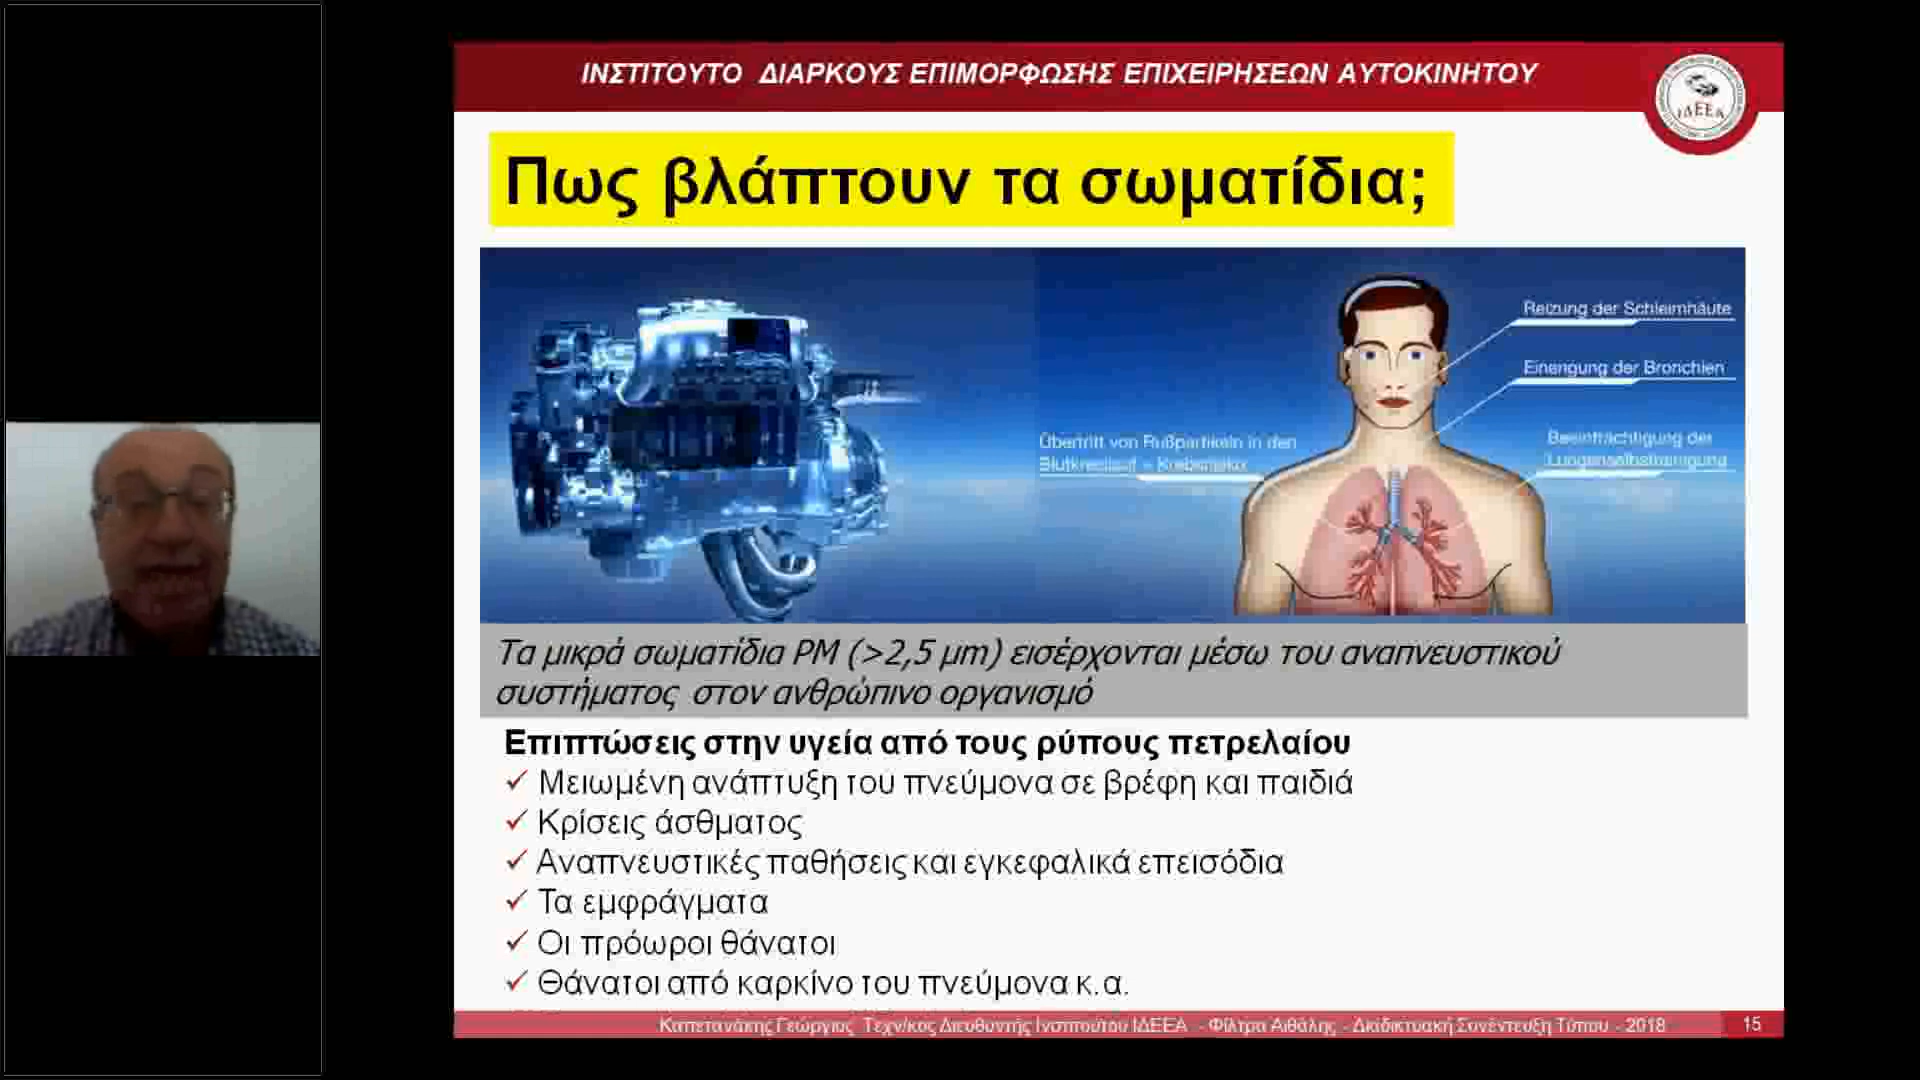 ΙΝΣΤΙΤΟΥΤΟ ΔΙΑΡΚΟΥΣ ΕΠΙΜΟΡΦΩΣΗΣ ΕΠΙΧΕΙΡΗΣΕΩΝ ΑΥΤΟΚΙΝΗΤΟΥ
ΙΔΕΕΑ
Πως βλάπτουν τα σωματίδια;
Reizung der Schleimhäute
Einengung der Bronchien
Übertritt von Rußpartikeln in den
Blutkreislauf – Krebsrisiko
Beeinträchtigung der
Lungenselbstreinigung
Τα μικρά σωματίδια PM (>2,5 μm) εισέρχονται μέσω του αναπνευστικού
συστήματος στον ανθρώπινο οργανισμό
Επιπτώσεις στην υγεία από τους ρύπους πετρελαίου
✓ Μειωμένη ανάπτυξη του πνεύμονα σε βρέφη και παιδιά
✓ Κρίσεις άσθματος
✓ Αναπνευστικές παθήσεις και εγκεφαλικά επεισόδια
✓ Τα εμφράγματα
✓ Οι πρόωροι θάνατοι
✓ Θάνατοι από καρκίνο του πνεύμονα κ.α.
Καπετανάκης Γεώργιος Τεχν/κος Διευθυντής Ινστιτούτου ΙΔΕΕΑ - Φίλτρα Αιθάλης - Διαδικτυακή Συνέντευξη Τύπου - 2018 15